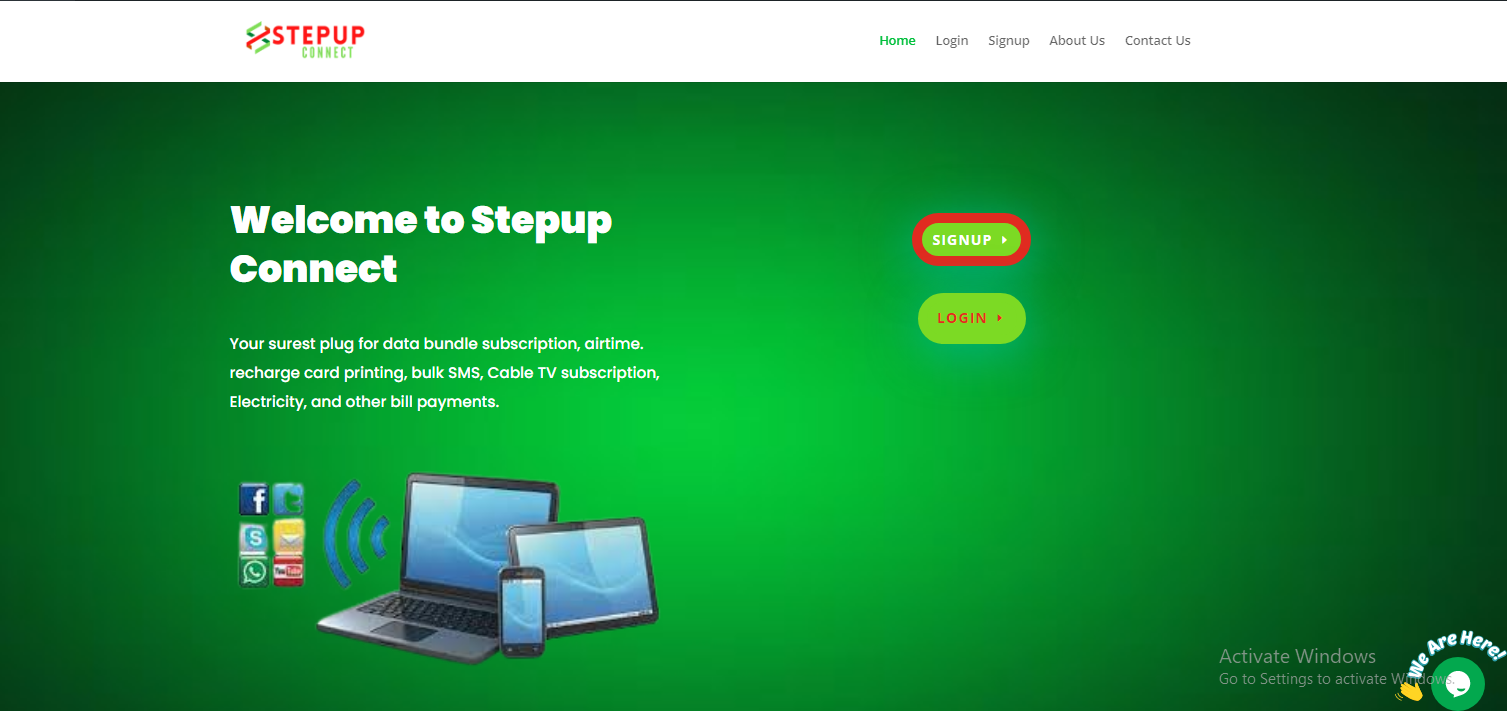 STEPUP
CONNECT
Home Login Signup About Us Contact Us
Welcome to Stepup
Connect
SIGNUP
LOGIN
Your surest plug for data bundle subscription, airtime.
recharge card printing, bulk SMS, Cable TV subscription,
Electricity, and other bill payments.
You Tube
We Are Here!
Activate Windows
Go to Settings to activate Windows.